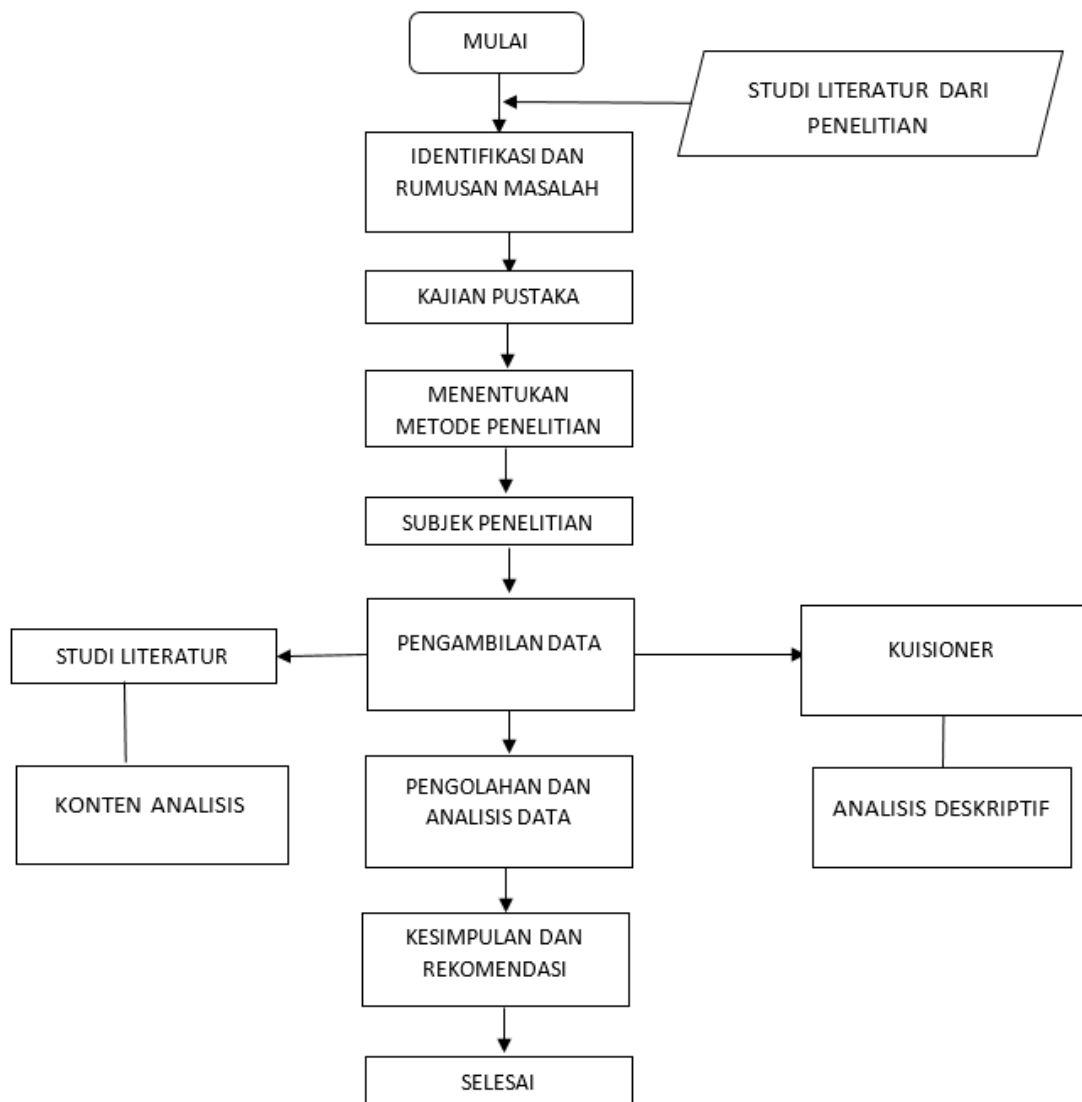 MULAI
STUDI LITERATUR DARI
PENELITIAN
IDENTIFIKASI DAN
RUMUSAN MASALAH
KAJIAN PUSTAKA
MENENTUKAN
METODE PENELITIAN
SUBJEK PENELITIAN
PENGAMBILAN DATA
STUDI LITERATUR
KUISIONER
KONTEN ANALISIS
PENGOLAHAN DAN
ANALISIS DATA
ANALISIS DESKRIPTIF
KESIMPULAN DAN
REKOMENDASI
SELESAI